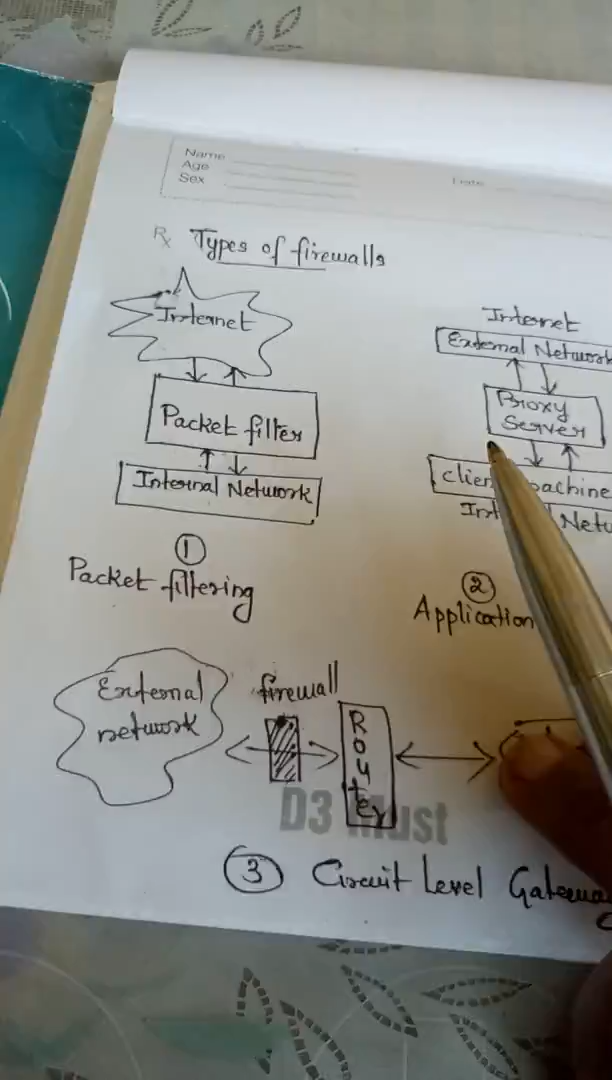 Name
Age
Sex
Date
Rx Types of firewalls
Internet
Packet filter
Internal Network
①
Packet filtering
Internet
External Network
Proxy
Server
②
Application
External
network
firewall
Router
D3 Must
③ Circuit Level